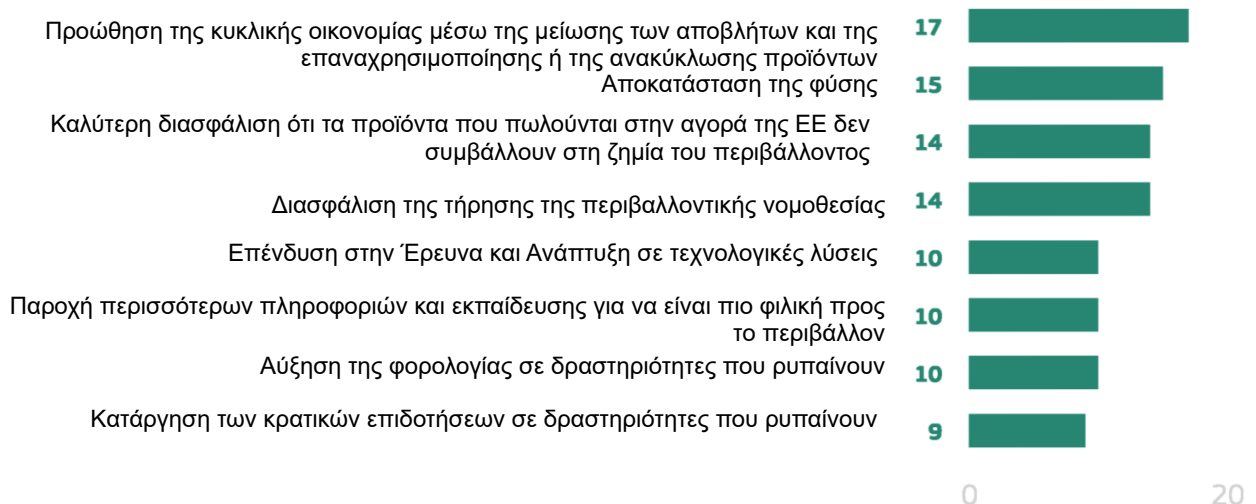 Προώθηση της κυκλικής οικονομίας μέσω της μείωσης των αποβλήτων και της
επαναχρησιμοποίησης ή της ανακύκλωσης προϊόντων
17
Αποκατάσταση της φύσης
15
Καλύτερη διασφάλιση ότι τα προϊόντα που πωλούνται στην αγορά της ΕΕ δεν
συμβάλλουν στη ζημία του περιβάλλοντος
14
Διασφάλιση της τήρησης της περιβαλλοντικής νομοθεσίας
14
Επένδυση στην Έρευνα και Ανάπτυξη σε τεχνολογικές λύσεις
10
Παροχή περισσότερων πληροφοριών και εκπαίδευσης για να είναι πιο φιλική προς
το περιβάλλον
10
Αύξηση της φορολογίας σε δραστηριότητες που ρυπαίνουν
10
Κατάργηση των κρατικών επιδοτήσεων σε δραστηριότητες που ρυπαίνουν
9
0 20